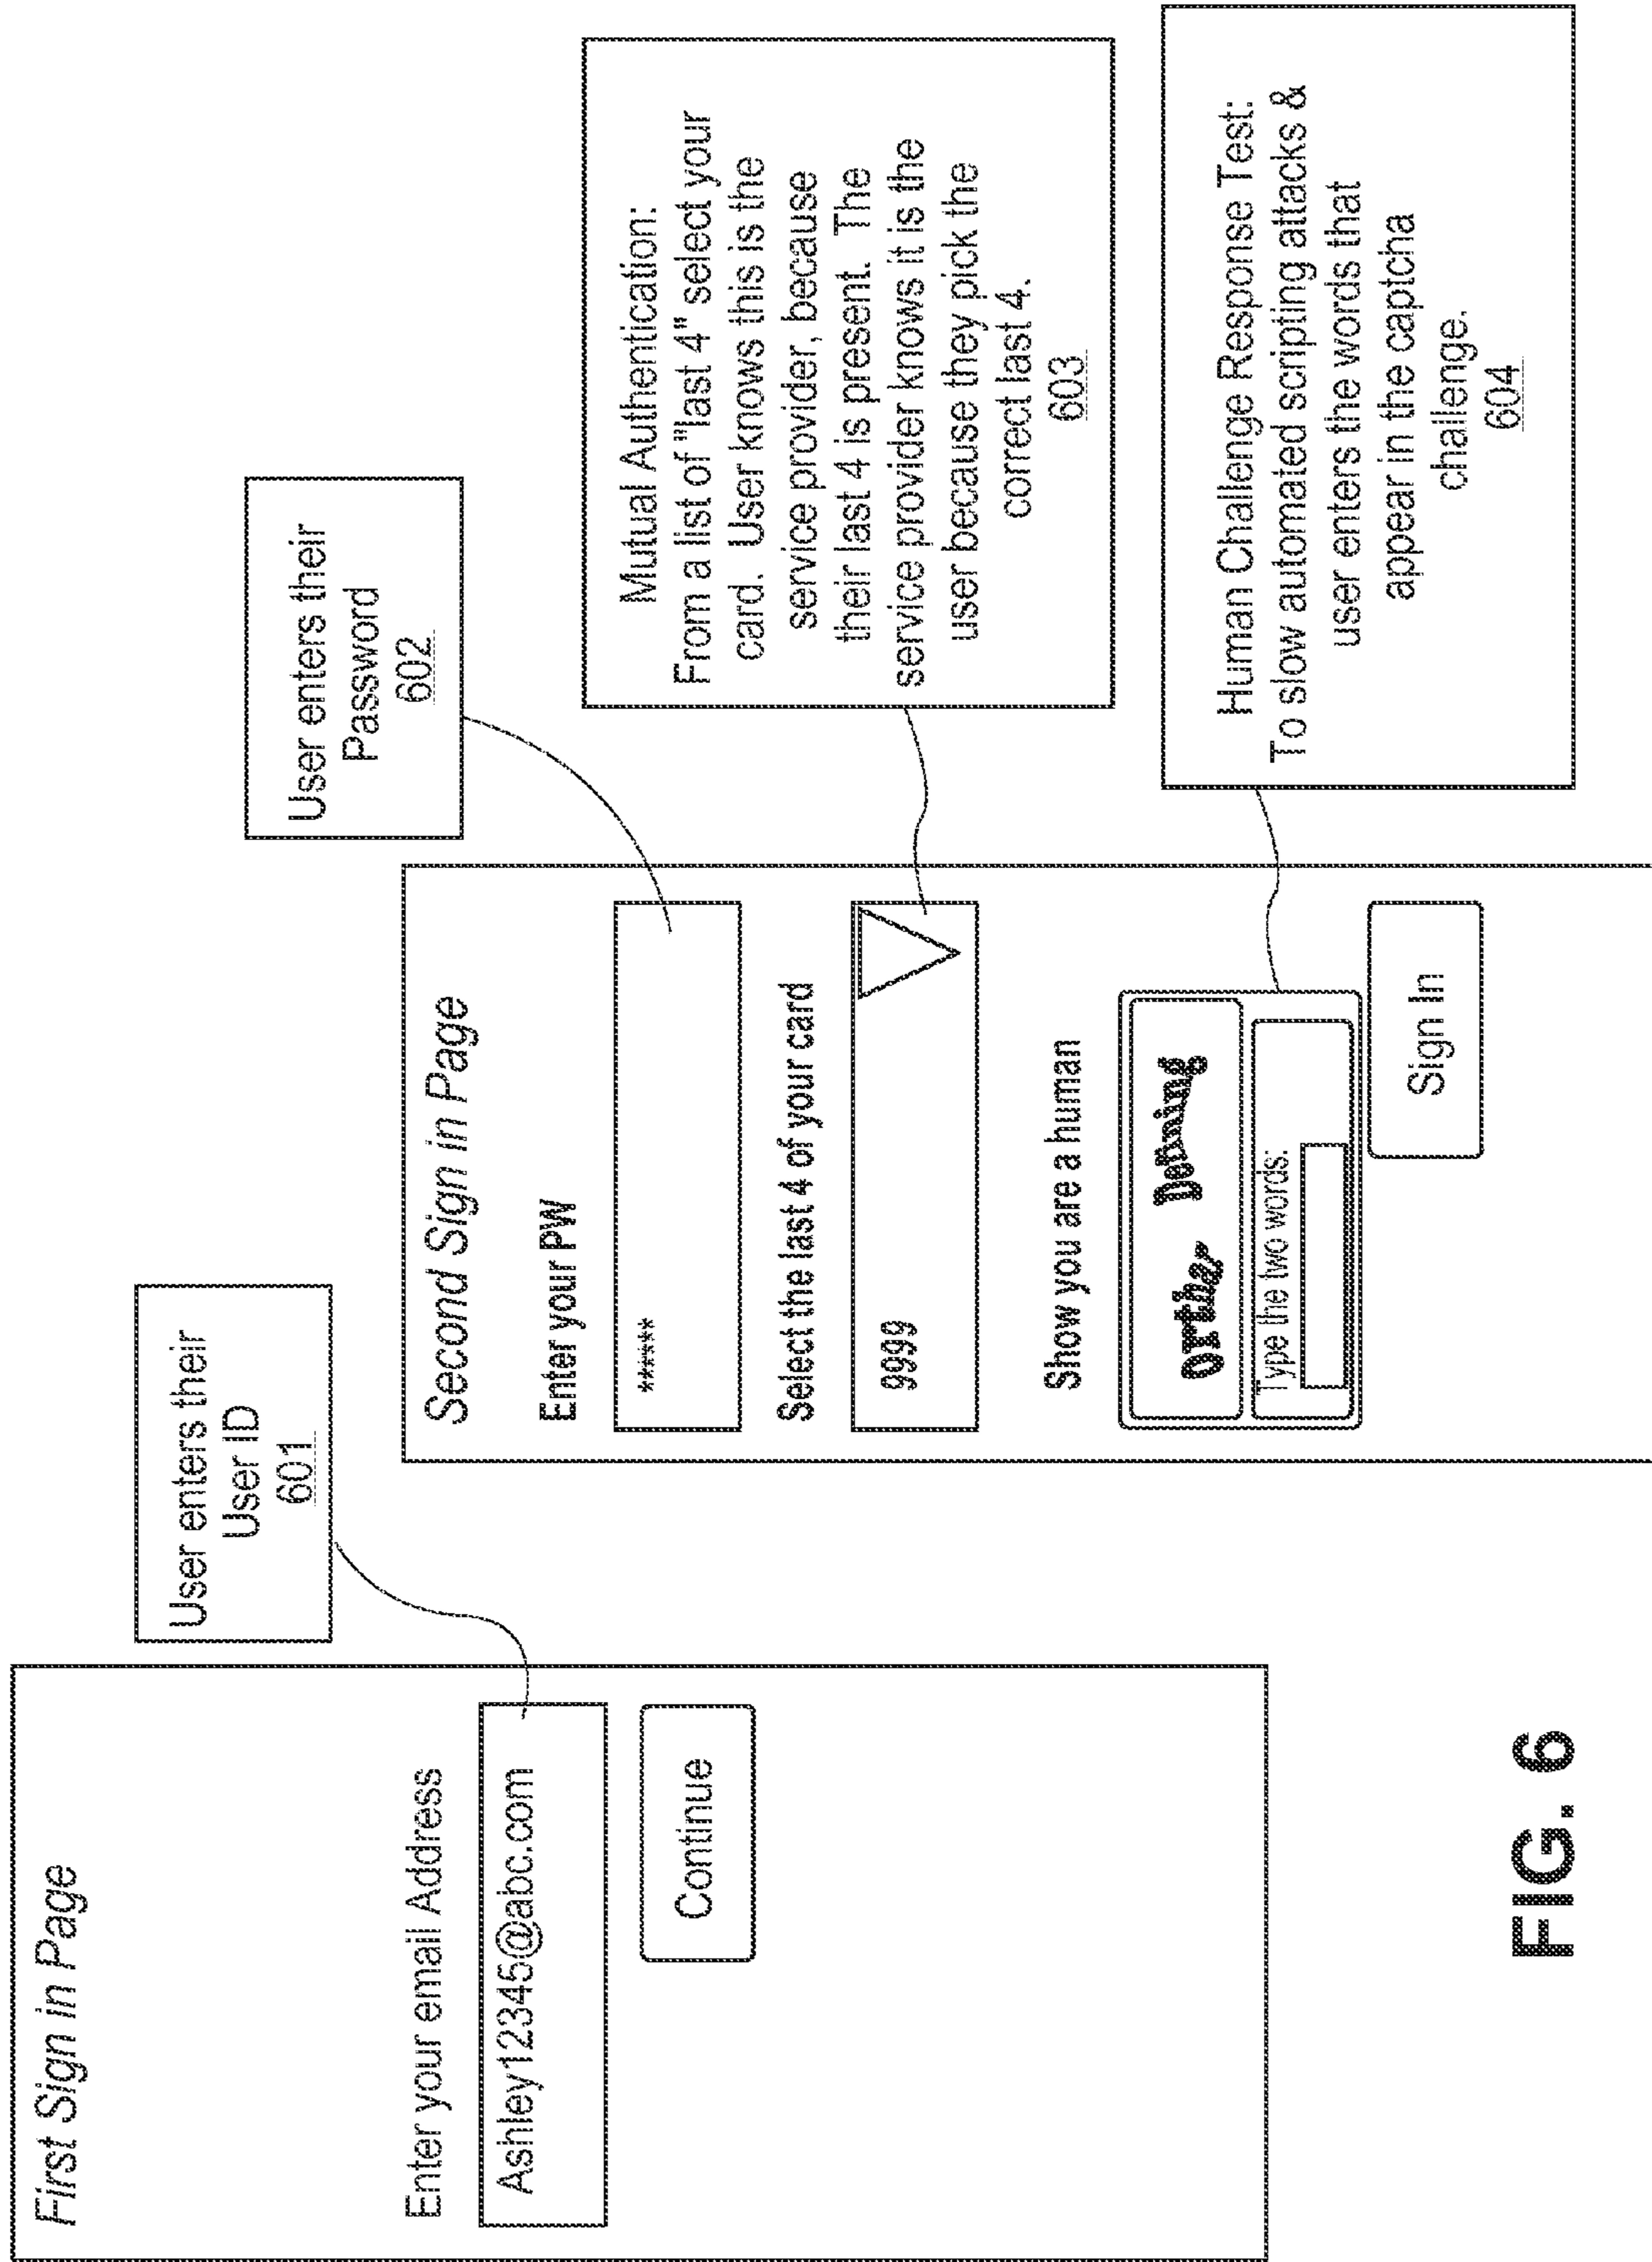 First Sign in Page
Enter your email Address
Ashley12345@abc.com
Continue
User enters their
User ID
601
Second Sign in Page
Enter your PW
******
Select the last 4 of your card
9999
Show you are a human
Type the two words:
Sign In
User enters their
Password
602
Mutual Authentication:
From a list of "last 4" select your
card. User knows this is the
service provider, because
their last 4 is present. The
service provider knows it is the
user because they pick the
correct last 4.
603
Human Challenge Response Test:
To slow automated scripting attacks &
user enters the words that
appear in the captcha
challenge.
604
FIG. 6